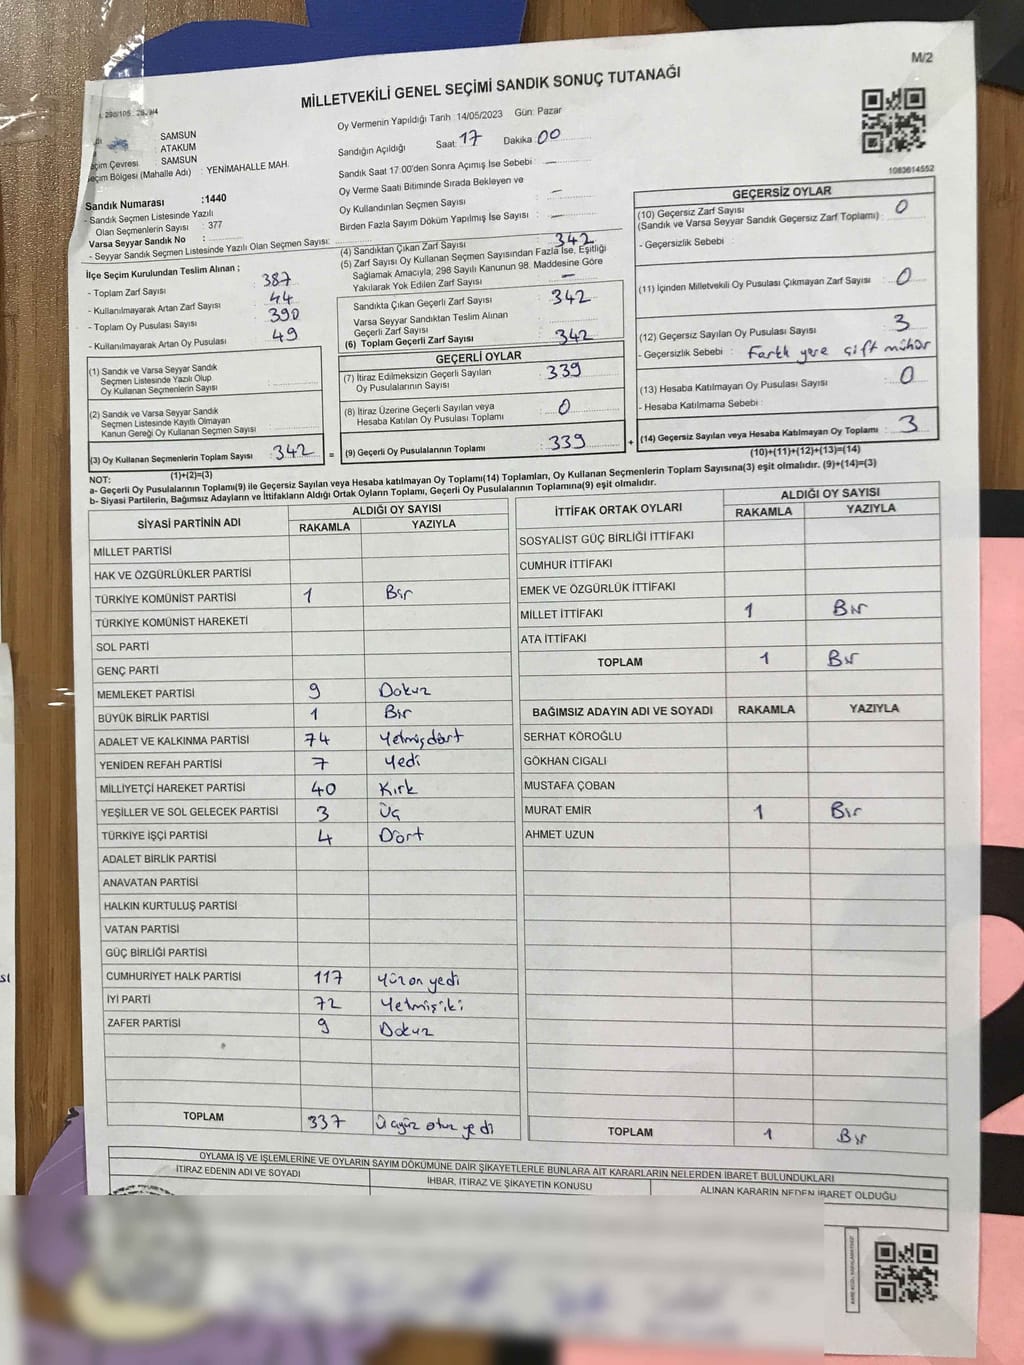 M/2
MİLLETVEKİLİ GENEL SEÇİMİ SANDIK SONUÇ TUTANAĞI
: SAMSUN
: ATAKUM
Seçim Çevresi : SAMSUN
Seçim Bölgesi (Mahalle Adı) : YENİMAHALLE MAH.
Sandık Numarası :1440
- Sandık Seçmen Listesinde Yazılı
Olan Seçmenlerin Sayısı : 377
Varsa Seyyar Sandık No :
- Seyyar Sandık Seçmen Listesinde Yazılı Olan Seçmen Sayısı:
İlçe Seçim Kurulundan Teslim Alınan ;
- Toplam Zarf Sayısı : 387
- Kullanılmayarak Artan Zarf Sayısı : 44
- Toplam Oy Pusulası Sayısı : 390
- Kullanılmayarak Artan Oy Pusulası : 49
(1) Sandık ve Varsa Seyyar Sandık
Seçmen Listesinde Yazılı Olup
Oy Kullanan Seçmenlerin Sayısı :
(2) Sandık ve Varsa Seyyar Sandık
Seçmen Listesinde Kayıtlı Olmayan
Kanun Gereği Oy Kullanan Seçmen Sayısı :
(3) Oy Kullanan Seçmenlerin Toplam Sayısı : 342
(1)+(2)=(3)
Oy Vermenin Yapıldığı Tarih :14/05/2023 Gün: Pazar
Sandığın Açıldığı Saat: 17 Dakika: 00
Sandık Saat 17:00'den Sonra Açımış İse Sebebi : —
Oy Verme Saati Bitiminde Sırada Bekleyen ve
Oy Kullandırılan Seçmen Sayısı : —
Birden Fazla Sayım Döküm Yapılmış İse Sayısı : —
(4) Sandıktan Çıkan Zarf Sayısı : 342
(5) Zarf Sayısı Oy Kullanan Seçmen Sayısından Fazla İse, Eşitliği
Sağlamak Amacıyla; 298 Sayılı Kanunun 98. Maddesine Göre
Yakılarak Yok Edilen Zarf Sayısı : —
Sandıkta Çıkan Geçerli Zarf Sayısı : 342
Varsa Seyyar Sandıktan Teslim Alınan
Geçerli Zarf Sayısı :
(6) Toplam Geçerli Zarf Sayısı : 342
GEÇERLİ OYLAR
(7) İtiraz Edilmeksizin Geçerli Sayılan
Oy Pusulalarının Sayısı : 339
(8) İtiraz Üzerine Geçerli Sayılan veya
Hesaba Katılan Oy Pusulası Toplamı : 0
= (9) Geçerli Oy Pusulalarının Toplamı : 339 +
1083614552
GEÇERSİZ OYLAR
(10) Geçersiz Zarf Sayısı
(Sandık ve Varsa Seyyar Sandık Geçersiz Zarf Toplamı) : 0
- Geçersizlik Sebebi :
(11) İçinden Milletvekili Oy Pusulası Çıkmayan Zarf Sayısı : 0
(12) Geçersiz Sayılan Oy Pusulası Sayısı : 3
- Geçersizlik Sebebi : Farklı yere çift mühür
(13) Hesaba Katılmayan Oy Pusulası Sayısı : 0
- Hesaba Katılmama Sebebi :
(14) Geçersiz Sayılan veya Hesaba Katılmayan Oy Toplamı : 3
(10)+(11)+(12)+(13)=(14)
NOT:
a- Geçerli Oy Pusulalarının Toplamı(9) ile Geçersiz Sayılan veya Hesaba katılmayan Oy Toplamı(14) Toplamları, Oy Kullanan Seçmenlerin Toplam Sayısına(3) eşit olmalıdır. (9)+(14)=(3)
b- Siyasi Partilerin, Bağımsız Adayların ve İttifakların Aldığı Ortak Oyların Toplamı, Geçerli Oy Pusulalarının Toplamına(9) eşit olmalıdır.
SİYASİ PARTİNİN ADI ALDIĞI OY SAYISI
RAKAMLA YAZIYLA
MİLLET PARTİSİ
HAK VE ÖZGÜRLÜKLER PARTİSİ
TÜRKİYE KOMÜNİST PARTİSİ 1 Bir
TÜRKİYE KOMÜNİST HAREKETİ
SOL PARTİ
GENÇ PARTİ
MEMLEKET PARTİSİ 9 Dokuz
BÜYÜK BİRLİK PARTİSİ 1 Bir
ADALET VE KALKINMA PARTİSİ 74 Yetmişdört
YENİDEN REFAH PARTİSİ 7 yedi
MİLLİYETÇİ HAREKET PARTİSİ 40 Kırk
YEŞİLLER VE SOL GELECEK PARTİSİ 3 Üç
TÜRKİYE İŞÇİ PARTİSİ 4 Dört
ADALET BİRLİK PARTİSİ
ANAVATAN PARTİSİ
HALKIN KURTULUŞ PARTİSİ
VATAN PARTİSİ
GÜÇ BİRLİĞİ PARTİSİ
CUMHURİYET HALK PARTİSİ 117 Yüz on yedi
İYİ PARTİ 72 Yetmiş iki
ZAFER PARTİSİ 9 Dokuz
TOPLAM 337 Üçyüz otuz yedi
İTTİFAK ORTAK OYLARI ALDIĞI OY SAYISI
RAKAMLA YAZIYLA
SOSYALİST GÜÇ BİRLİĞİ İTTİFAKI
CUMHUR İTTİFAKI
EMEK VE ÖZGÜRLÜK İTTİFAKI
MİLLET İTTİFAKI 1 Bir
ATA İTTİFAKI
TOPLAM 1 Bir
BAĞIMSIZ ADAYIN ADI VE SOYADI RAKAMLA YAZIYLA
SERHAT KÖROĞLU
GÖKHAN CIGALI
MUSTAFA ÇOBAN
MURAT EMİR 1 Bir
AHMET UZUN
TOPLAM 1 Bir
OYLAMA İŞ VE İŞLEMLERİNE VE OYLARIN SAYIM DÖKÜMÜNE DAİR ŞİKAYETLERLE BUNLARA AİT KARARLARIN NELERDEN İBARET BULUNDUKLARI
İTİRAZ EDENİN ADI VE SOYADI İHBAR, İTİRAZ VE ŞİKAYETİN KONUSU ALINAN KARARIN NEDEN İBARET OLDUĞU